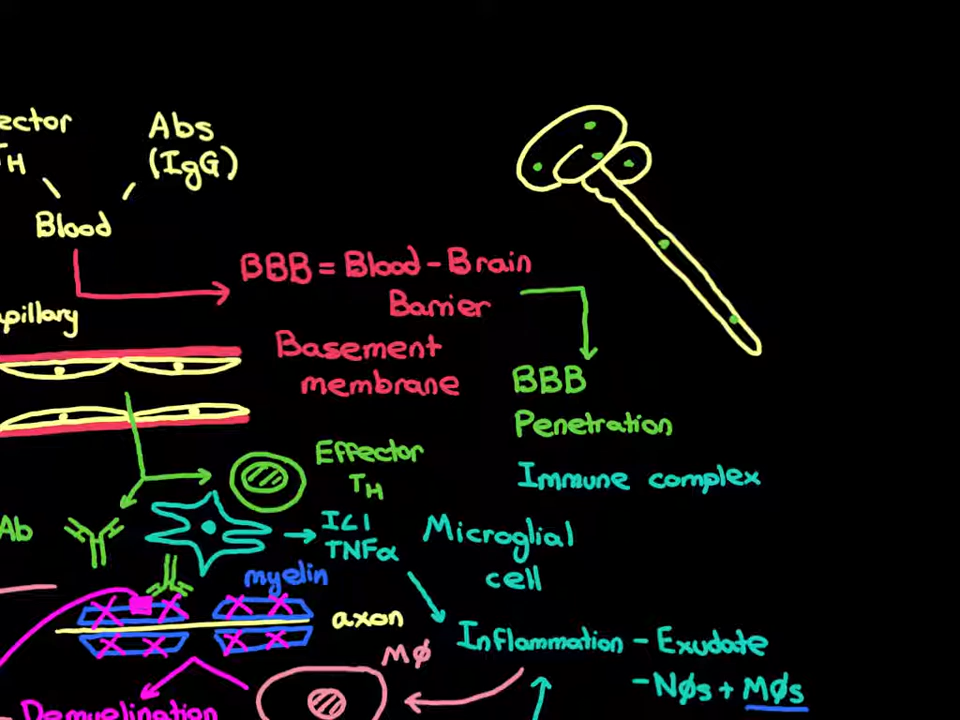 ector
TH
Abs
(IgG)
Blood
BBB = Blood-Brain
Barrier
pillary
Basement
membrane
BBB
Penetration
Effector
TH
Immune complex
Ab
IL1
TNFα
Microglial
cell
myelin
axon
Inflammation - Exudate
- NØs + MØs
MØ
Demyelination